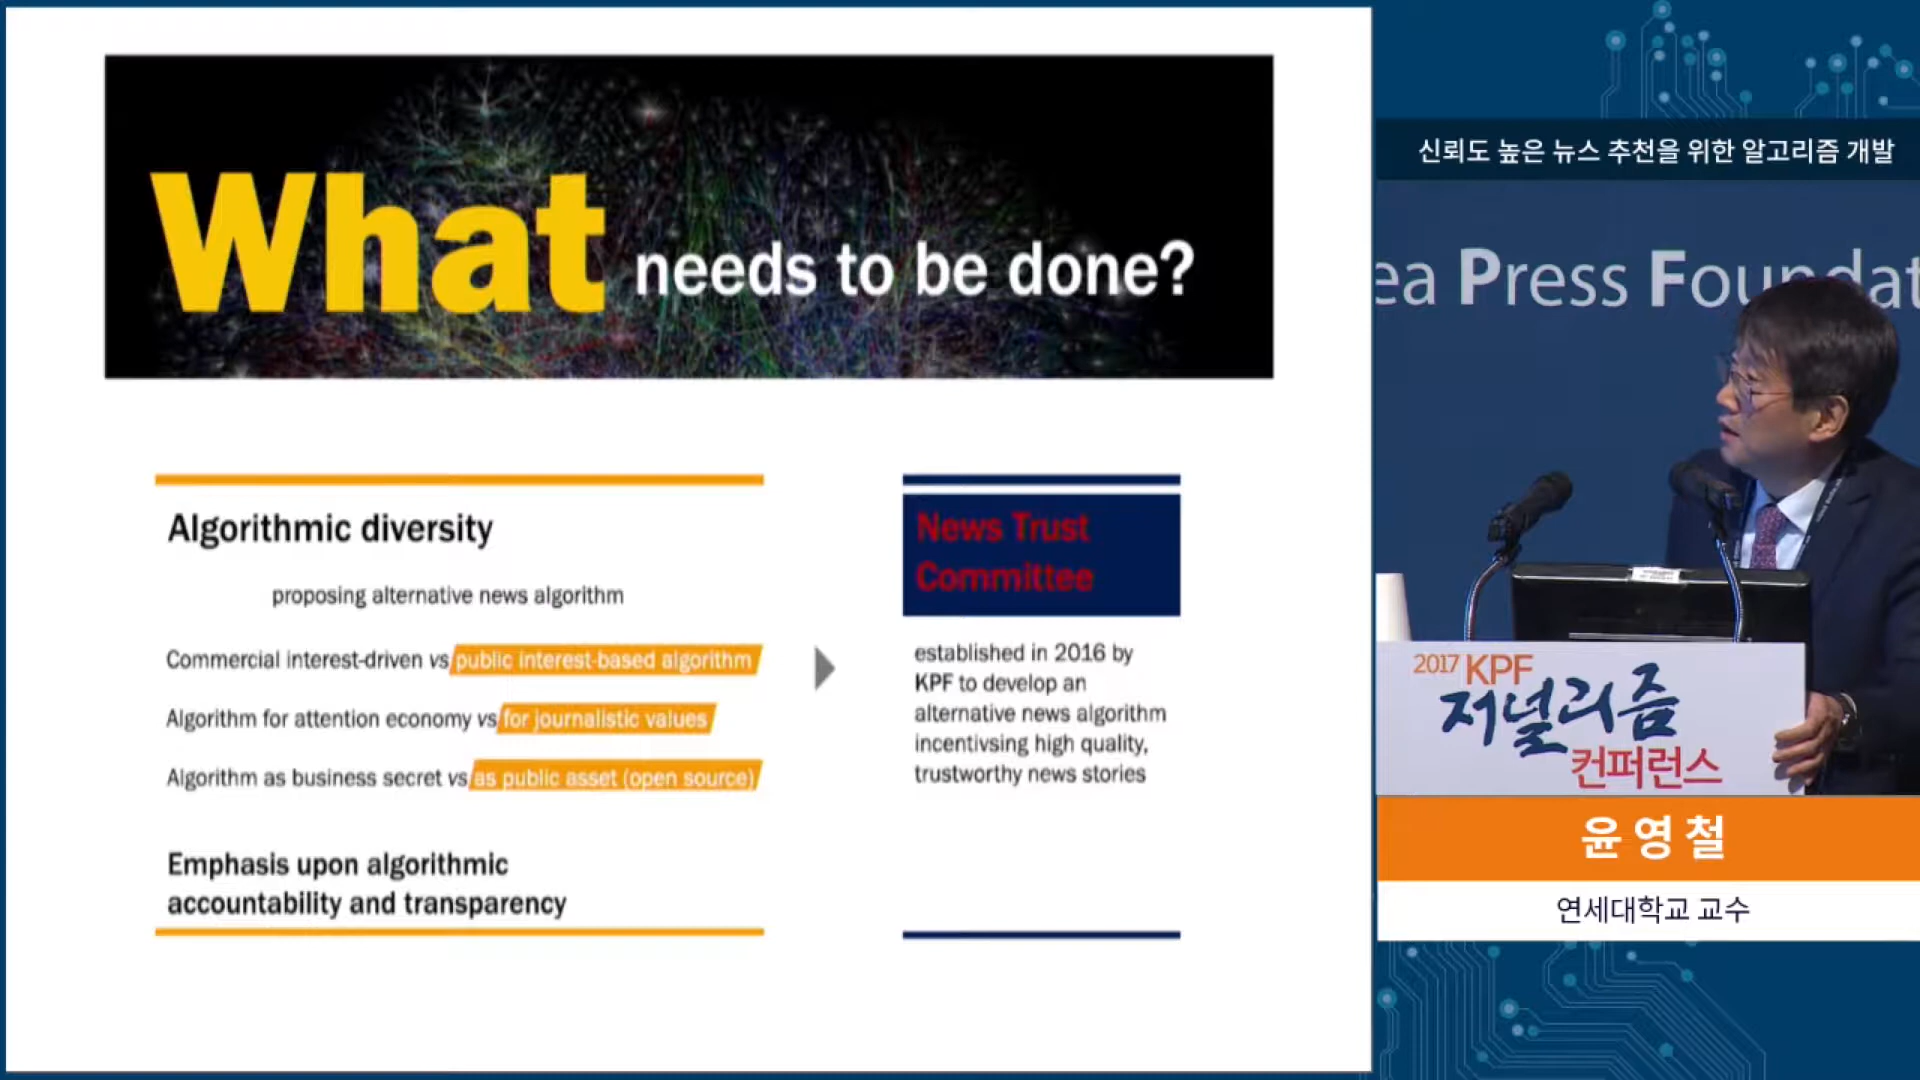 What needs to be done?
Algorithmic diversity
proposing alternative news algorithm
Commercial interest-driven vs public interest-based algorithm
Algorithm for attention economy vs for journalistic values
Algorithm as business secret vs as public asset (open source)
Emphasis upon algorithmic
accountability and transparency
News Trust
Committee
established in 2016 by
KPF to develop an
alternative news algorithm
incentivsing high quality,
trustworthy news stories
신뢰도 높은 뉴스 추천을 위한 알고리즘 개발
ea Press Foundat
2017 KPF
저널리즘
컨퍼런스
윤영철
연세대학교 교수